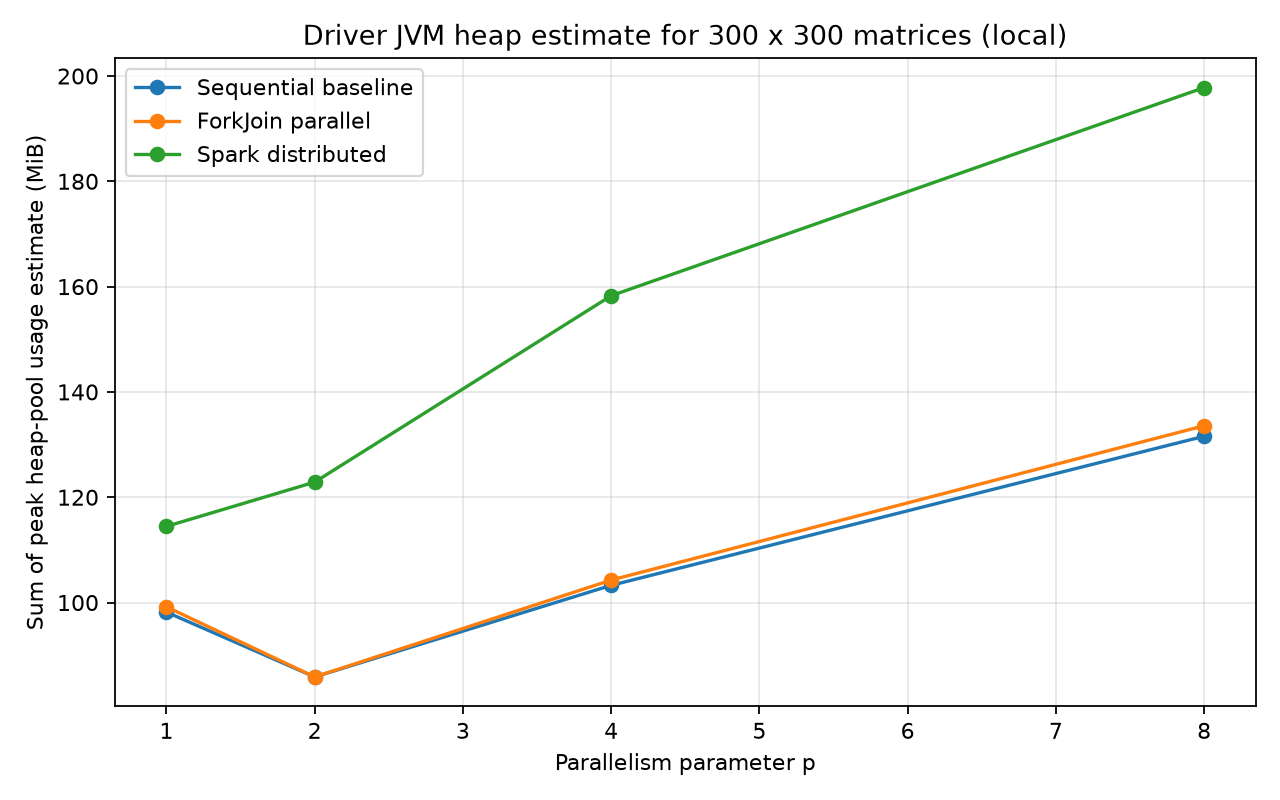 Driver JVM heap estimate for 300 x 300 matrices (local)
Sequential baseline
ForkJoin parallel
Spark distributed
Sum of peak heap-pool usage estimate (MiB)
200
180
160
140
120
100
1 2 3 4 5 6 7 8
Parallelism parameter p